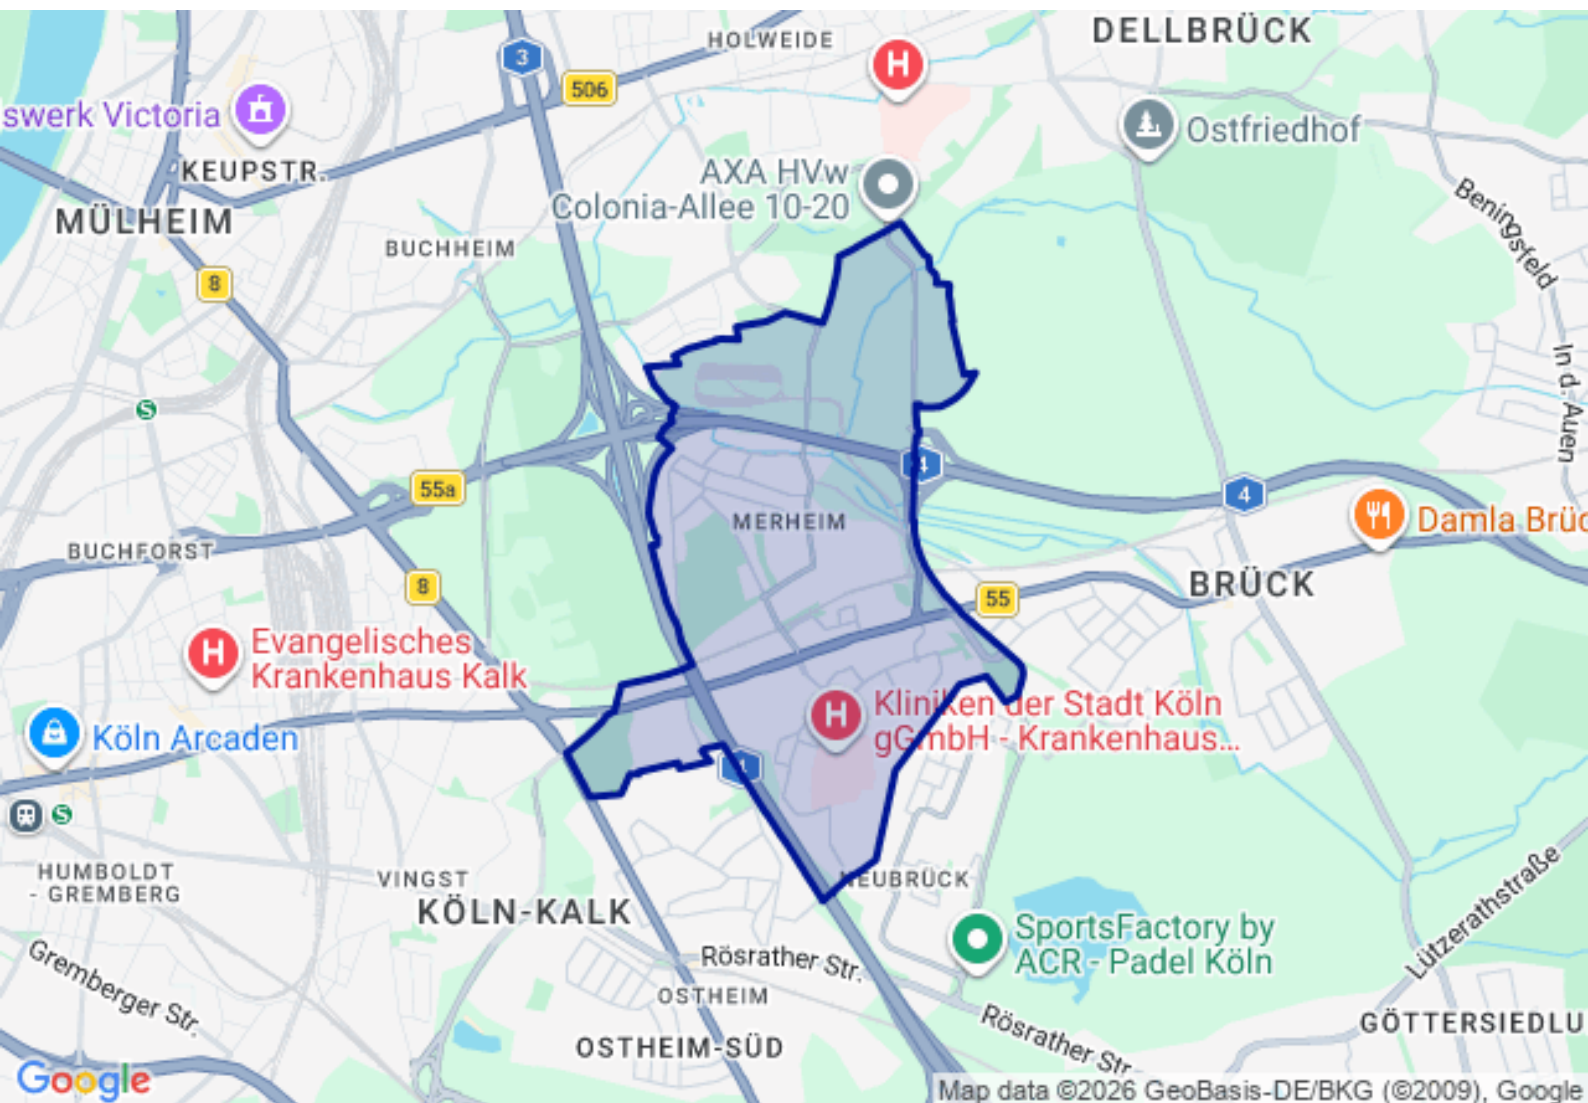 HOLWEIDE
DELLBRÜCK
3
506
H
swerk Victoria
Ostfriedhof
KEUPSTR.
AXA HVw
Colonia-Allee 10-20
Beningsfeld
MÜLHEIM
BUCHHEIM
8
In d. Auen
S
4
4
55a
MERHEIM
Damla Brüc
BUCHFORST
8
55
BRÜCK
H
Evangelisches
Krankenhaus Kalk
H
Kliniken der Stadt Köln
gGmbH - Krankenhaus...
Köln Arcaden
S
HUMBOLDT
- GREMBERG
VINGST
NEUBRÜCK
KÖLN-KALK
Lützerathstraße
SportsFactory by
ACR - Padel Köln
Rösrather Str.
Gremberger Str.
OSTHEIM
Rösrather Str
GÖTTERSIEDLU
OSTHEIM-SÜD
Google
Map data ©2026 GeoBasis-DE/BKG (©2009), Google